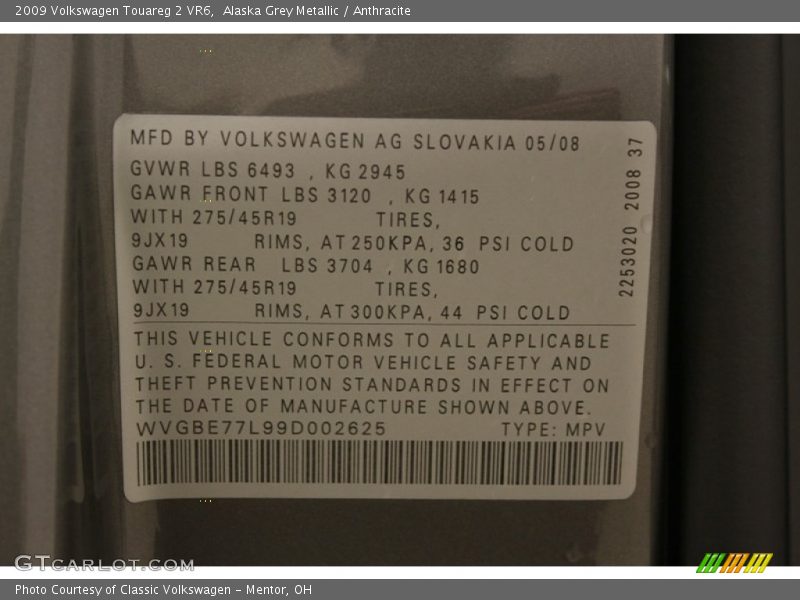 2009 Volkswagen Touareg 2 VR6,  Alaska Grey Metallic / Anthracite
MFD BY VOLKSWAGEN AG SLOVAKIA 05/08
GVWR LBS 6493 , KG 2945
GAWR FRONT LBS 3120 , KG 1415
WITH 275/45R19 TIRES,
9JX19 RIMS, AT 250KPA, 36 PSI COLD
GAWR REAR LBS 3704 , KG 1680
WITH 275/45R19 TIRES,
9JX19 RIMS, AT 300KPA, 44 PSI COLD
THIS VEHICLE CONFORMS TO ALL APPLICABLE
U. S. FEDERAL MOTOR VEHICLE SAFETY AND
THEFT PREVENTION STANDARDS IN EFFECT ON
THE DATE OF MANUFACTURE SHOWN ABOVE.
WVGBE77L99D002625 TYPE: MPV
2253020 2008 37
GTCARLOT.COM
Photo Courtesy of Classic Volkswagen - Mentor, OH